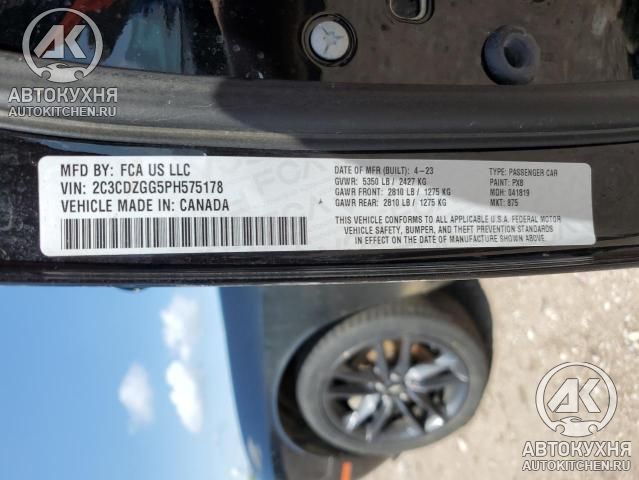 AK
АВТОКУХНЯ
AUTOKITCHEN.RU
MFD BY: FCA US LLC
VIN: 2C3CDZGG5PH575178
VEHICLE MADE IN: CANADA
DATE OF MFR (BUILT): 4-23
GVWR: 5350 LB / 2427 KG
GAWR FRONT: 2810 LB / 1275 KG
GAWR REAR: 2810 LB / 1275 KG
TYPE: PASSENGER CAR
PAINT: PXB
MDH: 041819
MKT: 875
THIS VEHICLE CONFORMS TO ALL APPLICABLE U.S.A. FEDERAL MOTOR
VEHICLE SAFETY, BUMPER, AND THEFT PREVENTION STANDARDS
IN EFFECT ON THE DATE OF MANUFACTURE SHOWN ABOVE.
AK
АВТОКУХНЯ
AUTOKITCHEN.RU